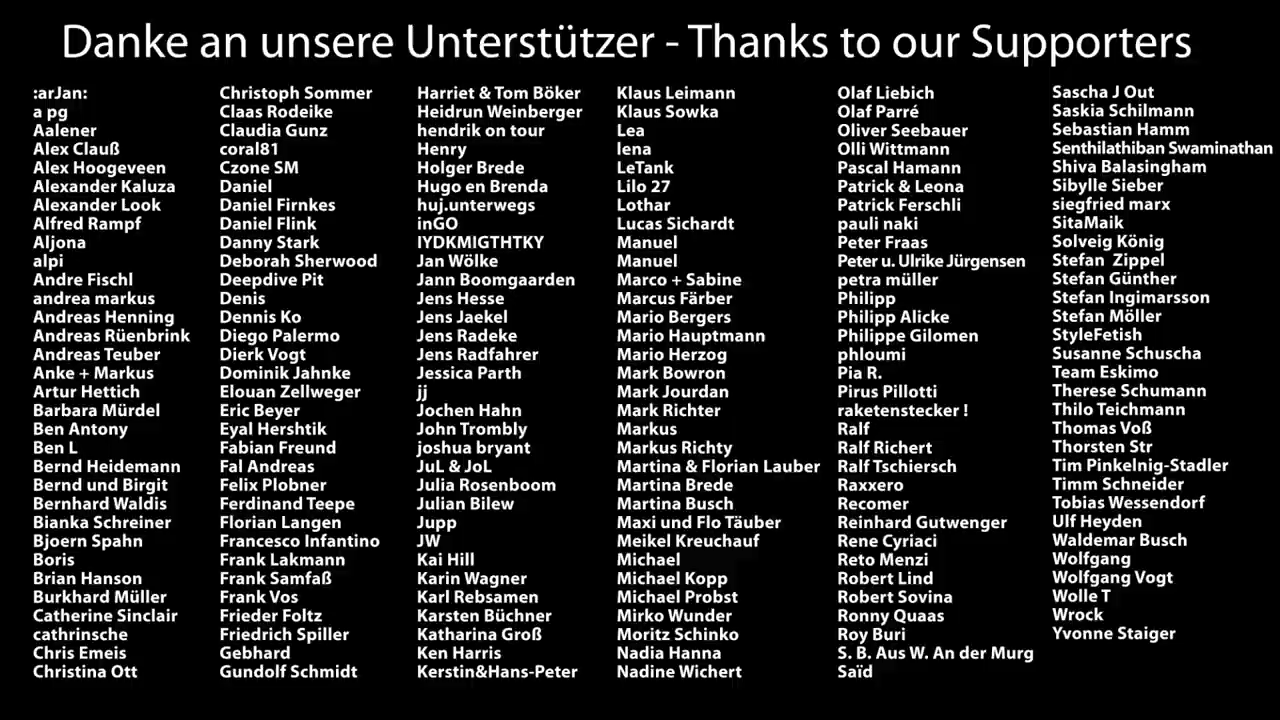 Danke an unsere Unterstützer - Thanks to our Supporters
:arJan:
a pg
Aalener
Alex Clauß
Alex Hoogeveen
Alexander Kaluza
Alexander Look
Alfred Rampf
Aljona
alpi
Andre Fischl
andrea markus
Andreas Henning
Andreas Rüenbrink
Andreas Teuber
Anke + Markus
Artur Hettich
Barbara Mürdel
Ben Antony
Ben L
Bernd Heidemann
Bernd und Birgit
Bernhard Waldis
Bianka Schreiner
Bjoern Spahn
Boris
Brian Hanson
Burkhard Müller
Catherine Sinclair
cathrinsche
Chris Emeis
Christina Ott
Christoph Sommer
Claas Rodeike
Claudia Gunz
coral81
Czone SM
Daniel
Daniel Firnkes
Daniel Flink
Danny Stark
Deborah Sherwood
Deepdive Pit
Denis
Dennis Ko
Diego Palermo
Dierk Vogt
Dominik Jahnke
Elouan Zellweger
Eric Beyer
Eyal Hershtik
Fabian Freund
Fal Andreas
Felix Plobner
Ferdinand Teepe
Florian Langen
Francesco Infantino
Frank Lakmann
Frank Samfaß
Frank Vos
Frieder Foltz
Friedrich Spiller
Gebhard
Gundolf Schmidt
Harriet & Tom Böker
Heidrun Weinberger
hendrik on tour
Henry
Holger Brede
Hugo en Brenda
huj.unterwegs
inGO
IYDKMIGTHTKY
Jan Wölke
Jann Boomgaarden
Jens Hesse
Jens Jaekel
Jens Radeke
Jens Radfahrer
Jessica Parth
jj
Jochen Hahn
John Trombly
joshua bryant
JuL & JoL
Julia Rosenboom
Julian Bilew
Jupp
JW
Kai Hill
Karin Wagner
Karl Rebsamen
Karsten Büchner
Katharina Groß
Ken Harris
Kerstin&Hans-Peter
Klaus Leimann
Klaus Sowka
Lea
lena
LeTank
Lilo 27
Lothar
Lucas Sichardt
Manuel
Manuel
Marco + Sabine
Marcus Färber
Mario Bergers
Mario Hauptmann
Mario Herzog
Mark Bowron
Mark Jourdan
Mark Richter
Markus
Markus Richty
Martina & Florian Lauber
Martina Brede
Martina Busch
Maxi und Flo Täuber
Meikel Kreuchauf
Michael
Michael Kopp
Michael Probst
Mirko Wunder
Moritz Schinko
Nadia Hanna
Nadine Wichert
Olaf Liebich
Olaf Parré
Oliver Seebauer
Olli Wittmann
Pascal Hamann
Patrick & Leona
Patrick Ferschli
pauli naki
Peter Fraas
Peter u. Ulrike Jürgensen
petra müller
Philipp
Philipp Alicke
Philippe Gilomen
phloumi
Pia R.
Pirus Pillotti
raketenstecker !
Ralf
Ralf Richert
Ralf Tschiersch
Raxxero
Recomer
Reinhard Gutwenger
Rene Cyriaci
Reto Menzi
Robert Lind
Robert Sovina
Ronny Quaas
Roy Buri
S. B. Aus W. An der Murg
Saïd
Sascha J Out
Saskia Schilmann
Sebastian Hamm
Senthilathiban Swaminathan
Shiva Balasingham
Sibylle Sieber
siegfried marx
SitaMaik
Solveig König
Stefan  Zippel
Stefan Günther
Stefan Ingimarsson
Stefan Möller
StyleFetish
Susanne Schuscha
Team Eskimo
Therese Schumann
Thilo Teichmann
Thomas Voß
Thorsten Str
Tim Pinkelnig-Stadler
Timm Schneider
Tobias Wessendorf
Ulf Heyden
Waldemar Busch
Wolfgang
Wolfgang Vogt
Wolle T
Wrock
Yvonne Staiger